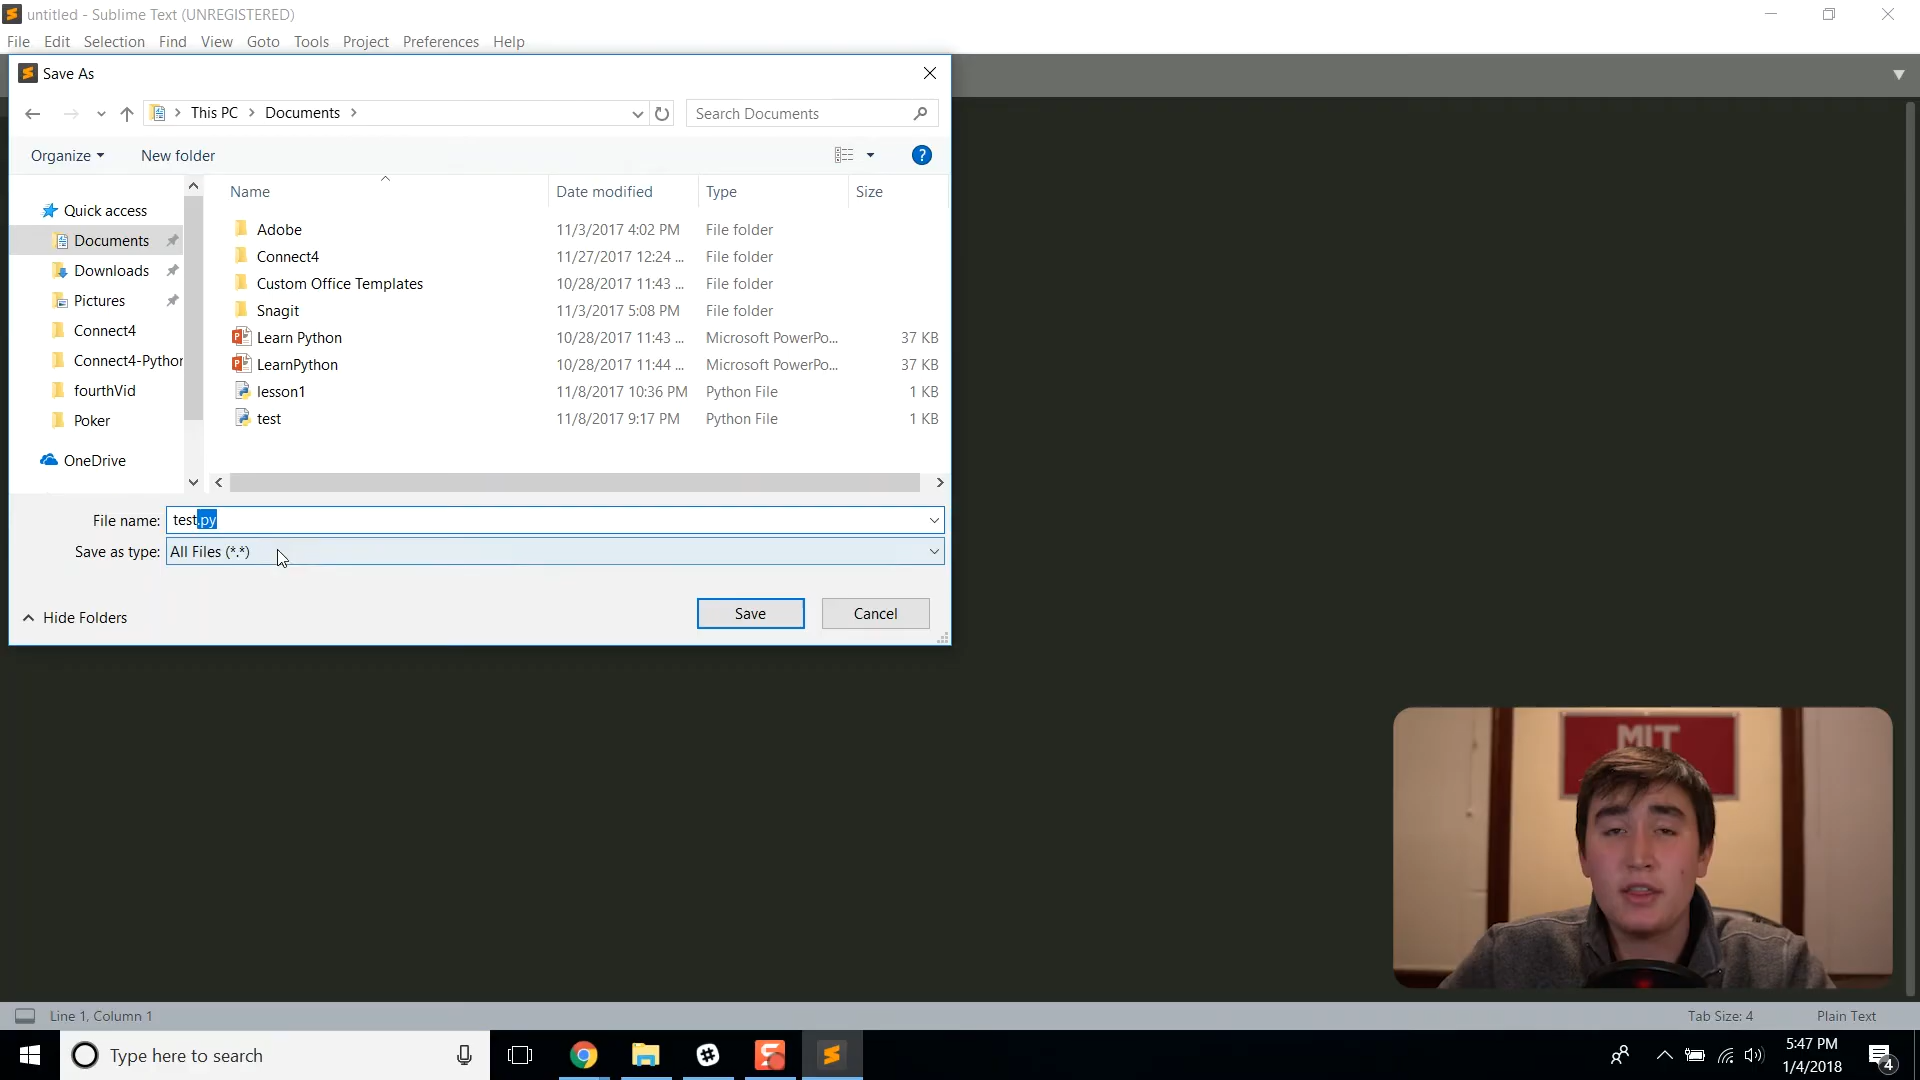 untitled - Sublime Text (UNREGISTERED)
File Edit Selection Find View Goto Tools Project Preferences Help
Save As
This PC > Documents >
Search Documents
Organize
New folder
Name Date modified Type Size
Quick access
Documents
Downloads
Pictures
Connect4
Connect4-Python
fourthVid
Poker
OneDrive
Adobe 11/3/2017 4:02 PM File folder
Connect4 11/27/2017 12:24 ... File folder
Custom Office Templates 10/28/2017 11:43 ... File folder
Snagit 11/3/2017 5:08 PM File folder
Learn Python 10/28/2017 11:43 ... Microsoft PowerPo... 37 KB
LearnPython 10/28/2017 11:44 ... Microsoft PowerPo... 37 KB
lesson1 11/8/2017 10:36 PM Python File 1 KB
test 11/8/2017 9:17 PM Python File 1 KB
File name: test.py
Save as type: All Files (*.*)
Hide Folders
Save
Cancel
MIT
Line 1, Column 1
Tab Size: 4
Plain Text
Type here to search
5:47 PM
1/4/2018
4